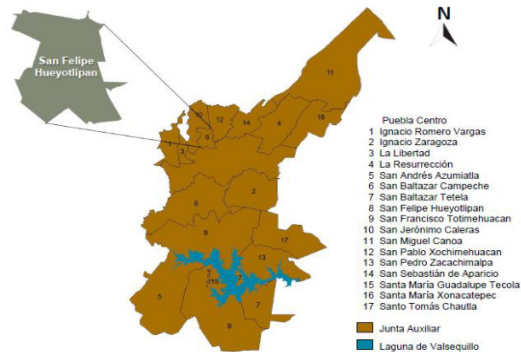 San Felipe
Hueyotlipan
N
11
10
12
14
4
16
8
1
3
2
6
9
17
13
15
7
5
7
8
Puebla Centro
1 Ignacio Romero Vargas
2 Ignacio Zaragoza
3 La Libertad
4 La Resurrección
5 San Andrés Azumiatla
6 San Baltazar Campeche
7 San Baltazar Tetela
8 San Felipe Hueyotlipan
9 San Francisco Totimehuacan
10 San Jerónimo Caleras
11 San Miguel Canoa
12 San Pablo Xochimehuacan
13 San Pedro Zacachimalpa
14 San Sebastián de Aparicio
15 Santa María Guadalupe Tecola
16 Santa María Xonacatepec
17 Santo Tomás Chautla
Junta Auxiliar
Laguna de Valsequillo